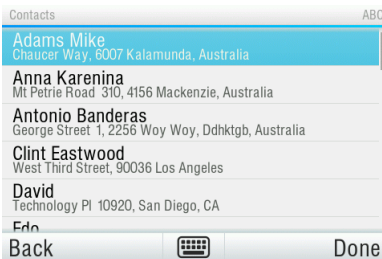 Contacts ABC
Adams Mike
Chaucer Way, 6007 Kalamunda, Australia
Anna Karenina
Mt Petrie Road 310, 4156 Mackenzie, Australia
Antonio Banderas
George Street 1, 2256 Woy Woy, Ddhktgb, Australia
Clint Eastwood
West Third Street, 90036 Los Angeles
David
Technology Pl 10920, San Diego, CA
Edo
Back Done